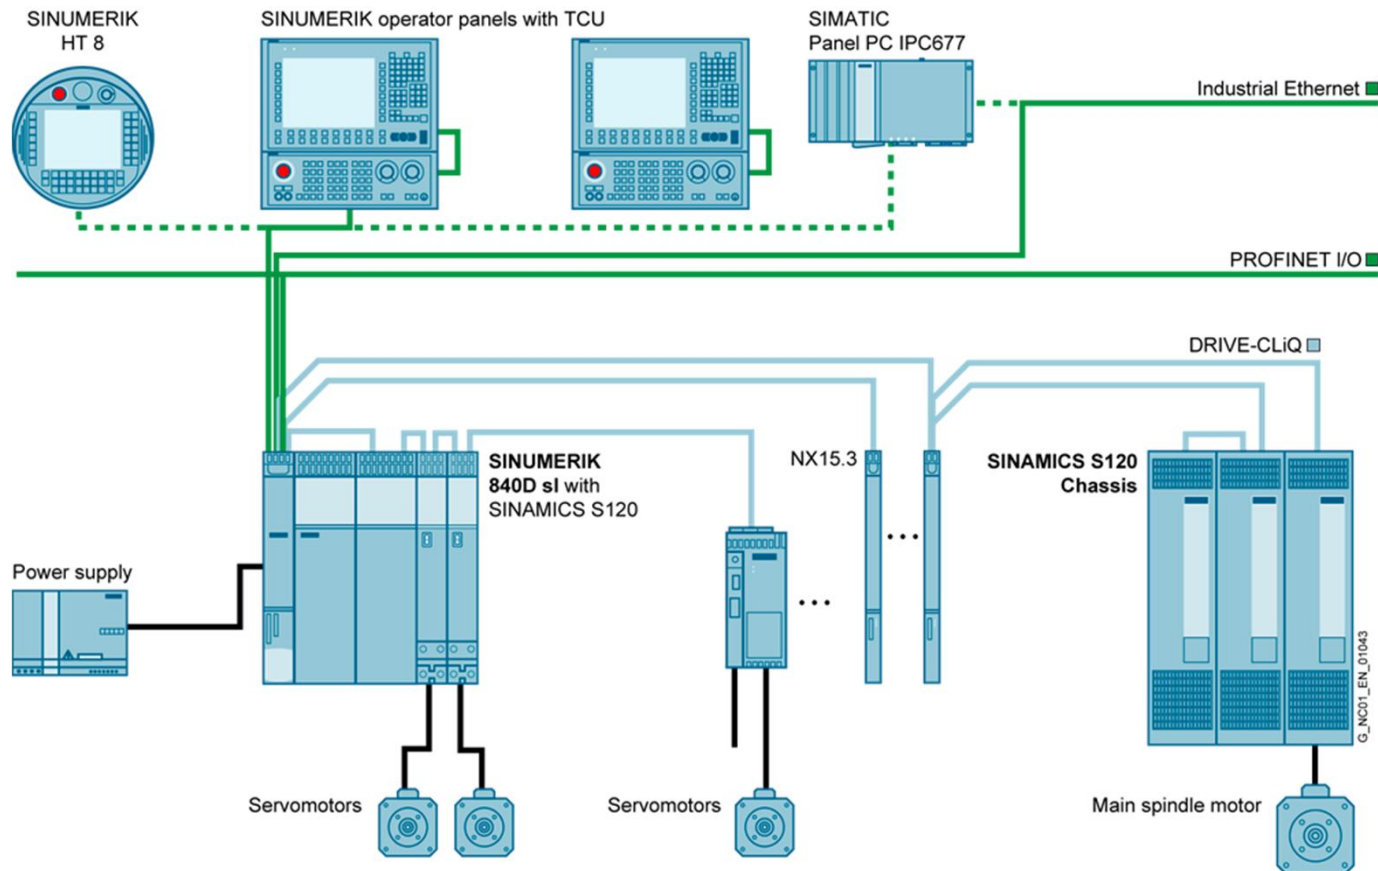 SINUMERIK
HT 8
SINUMERIK operator panels with TCU
SIMATIC
Panel PC IPC677
Industrial Ethernet
PROFINET I/O
DRIVE-CLiQ
SINUMERIK
840D sl with
SINAMICS S120
NX15.3
SINAMICS S120
Chassis
Power supply
G_NC01_EN_01043
Servomotors
Servomotors
Main spindle motor